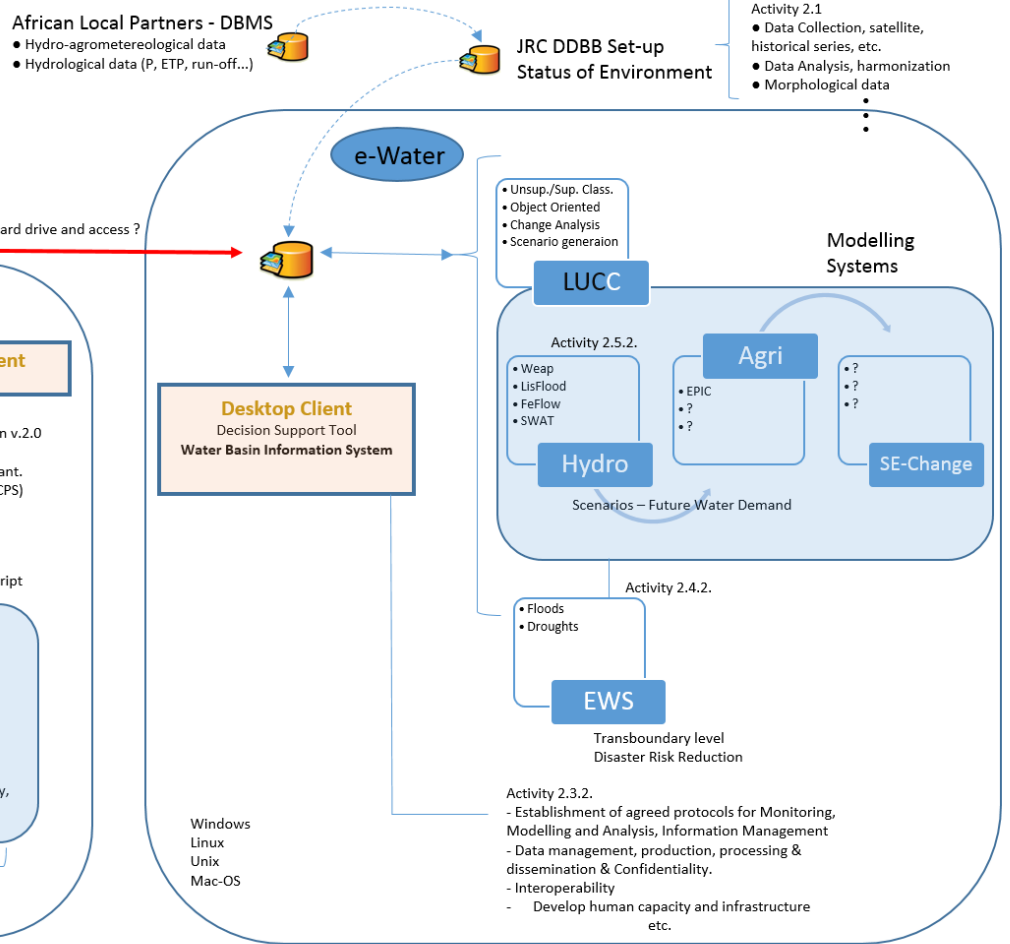 African Local Partners - DBMS
● Hydro-agrometereological data
● Hydrological data (P, ETP, run-off...)
JRC DDBB Set-up
Status of Environment
Activity 2.1
● Data Collection, satellite,
historical series, etc.
● Data Analysis, harmonization
● Morphological data
e-Water
ard drive and access ?
• Unsup./Sup. Class.
• Object Oriented
• Change Analysis
• Scenario generaion
LUCC
Modelling
Systems
Activity 2.5.2.
• Weap
• LisFlood
• FeFlow
• SWAT
Hydro
Agri
• EPIC
• ?
• ?
• ?
• ?
• ?
SE-Change
Scenarios – Future Water Demand
ent
n v.2.0
ant.
CPS)
ript
y,
Desktop Client
Decision Support Tool
Water Basin Information System
Activity 2.4.2.
• Floods
• Droughts
EWS
Transboundary level
Disaster Risk Reduction
Activity 2.3.2.
- Establishment of agreed protocols for Monitoring,
Modelling and Analysis, Information Management
- Data management, production, processing &
dissemination & Confidentiality.
- Interoperability
- Develop human capacity and infrastructure
etc.
Windows
Linux
Unix
Mac-OS